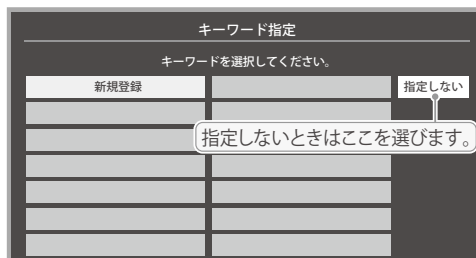 キーワード指定
キーワードを選択してください。
新規登録
指定しない
指定しないときはここを選びます。